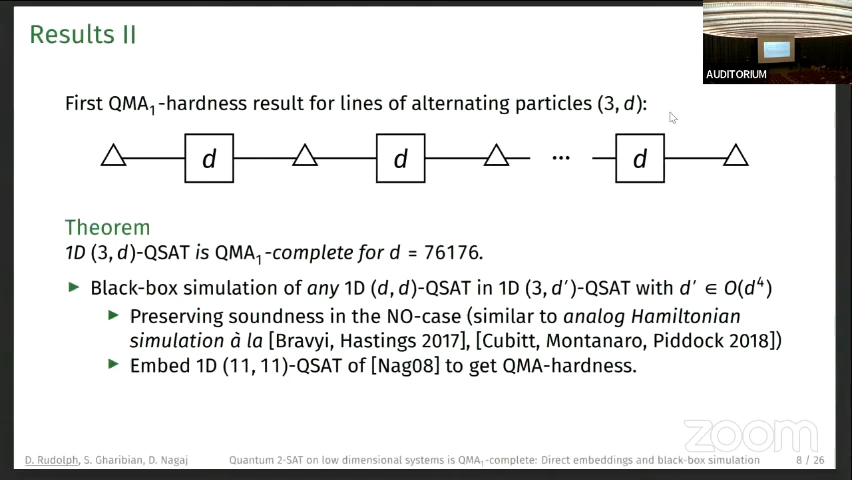 Results II
AUDITORIUM
First QMA₁-hardness result for lines of alternating particles (3, d):
d d ... d
Theorem
1D (3, d)-QSAT is QMA₁-complete for d = 76176.
Black-box simulation of any 1D (d, d)-QSAT in 1D (3, d′)-QSAT with d′ ∈ O(d⁴)
Preserving soundness in the NO-case (similar to analog Hamiltonian
simulation à la [Bravyi, Hastings 2017], [Cubitt, Montanaro, Piddock 2018])
Embed 1D (11, 11)-QSAT of [Nag08] to get QMA-hardness.
zoom
D. Rudolph, S. Gharibian, D. Nagaj Quantum 2-SAT on low dimensional systems is QMA₁-complete: Direct embeddings and black-box simulation 8 / 26